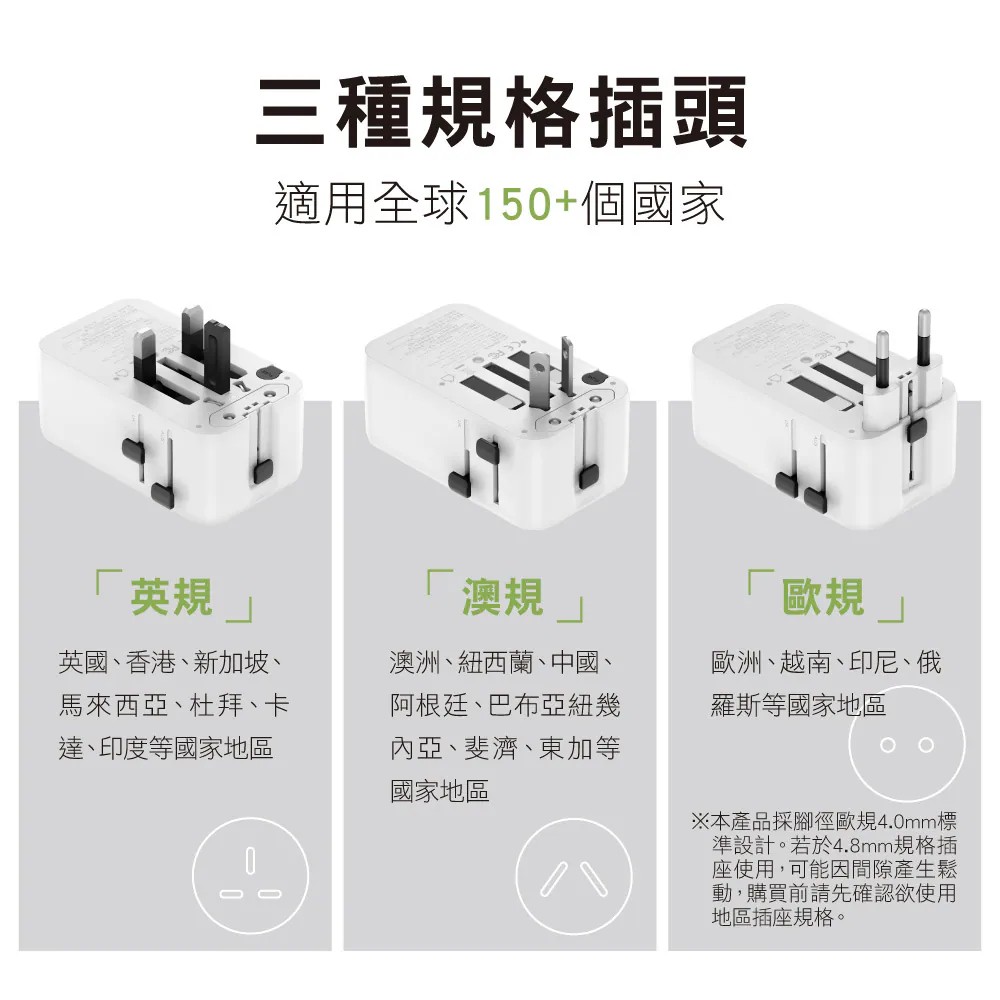 三種規格插頭
適用全球150+個國家
「英規」
英國、香港、新加坡、
馬來西亞、杜拜、卡
達、印度等國家地區
「澳規」
澳洲、紐西蘭、中國、
阿根廷、巴布亞紐幾
內亞、斐濟、東加等
國家地區
「歐規」
歐洲、越南、印尼、俄
羅斯等國家地區
※本產品採腳徑歐規4.0mm標
準設計。若於4.8mm規格插
座使用，可能因間隙產生鬆
動，購買前請先確認欲使用
地區插座規格。